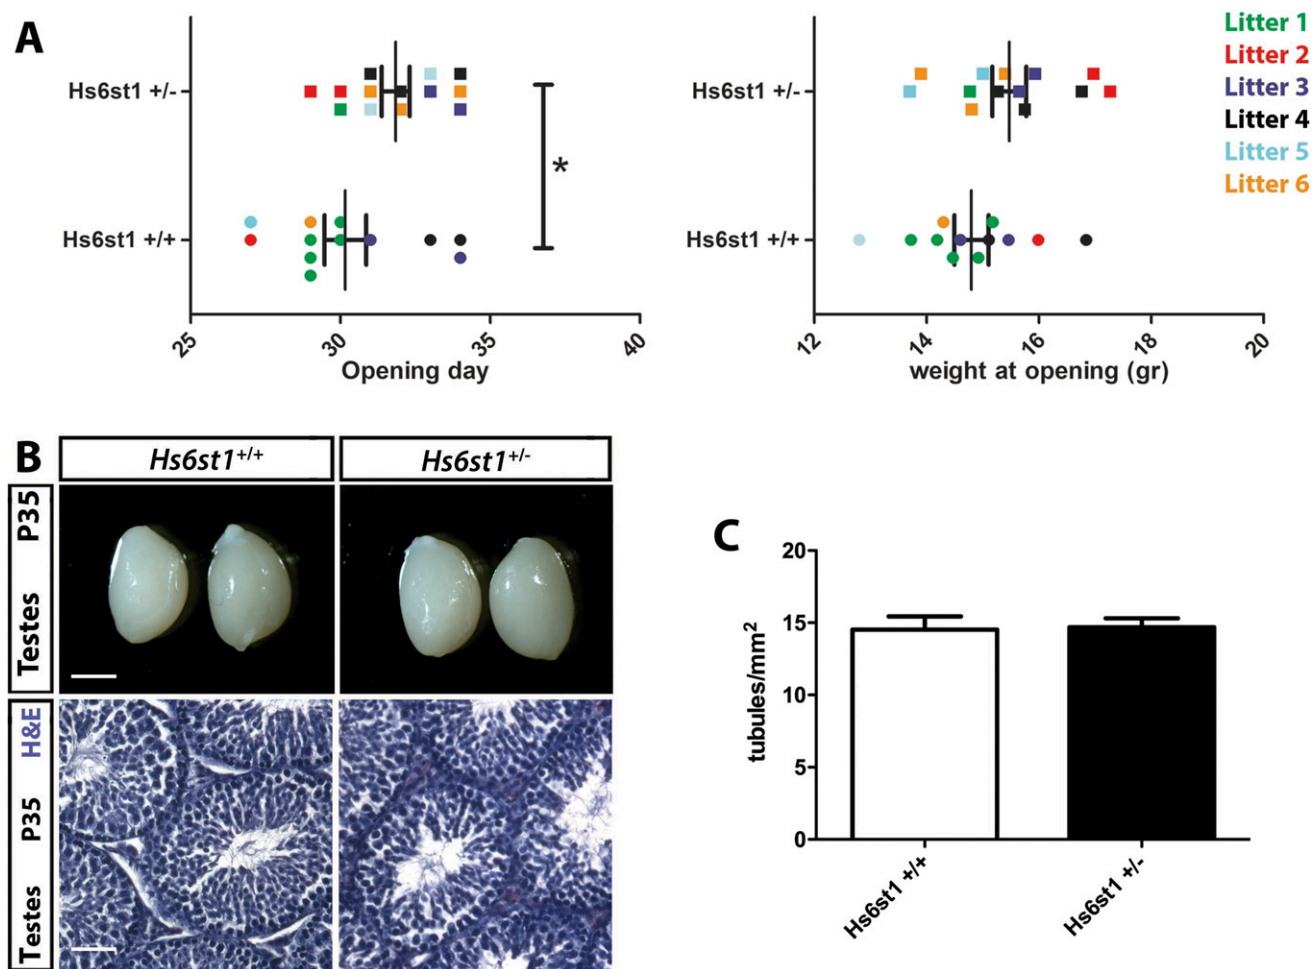 A
Hs6st1 +/-
Hs6st1 +/+
*
25
30
35
40
Opening day
Hs6st1 +/-
Hs6st1 +/+
12
14
16
18
20
weight at opening (gr)
Litter 1
Litter 2
Litter 3
Litter 4
Litter 5
Litter 6
B
Hs6st1+/+
Hs6st1+/-
Testes P35
Testes P35 H&E
C
20
15
10
5
0
tubules/mm²
Hs6st1 +/+
Hs6st1 +/-